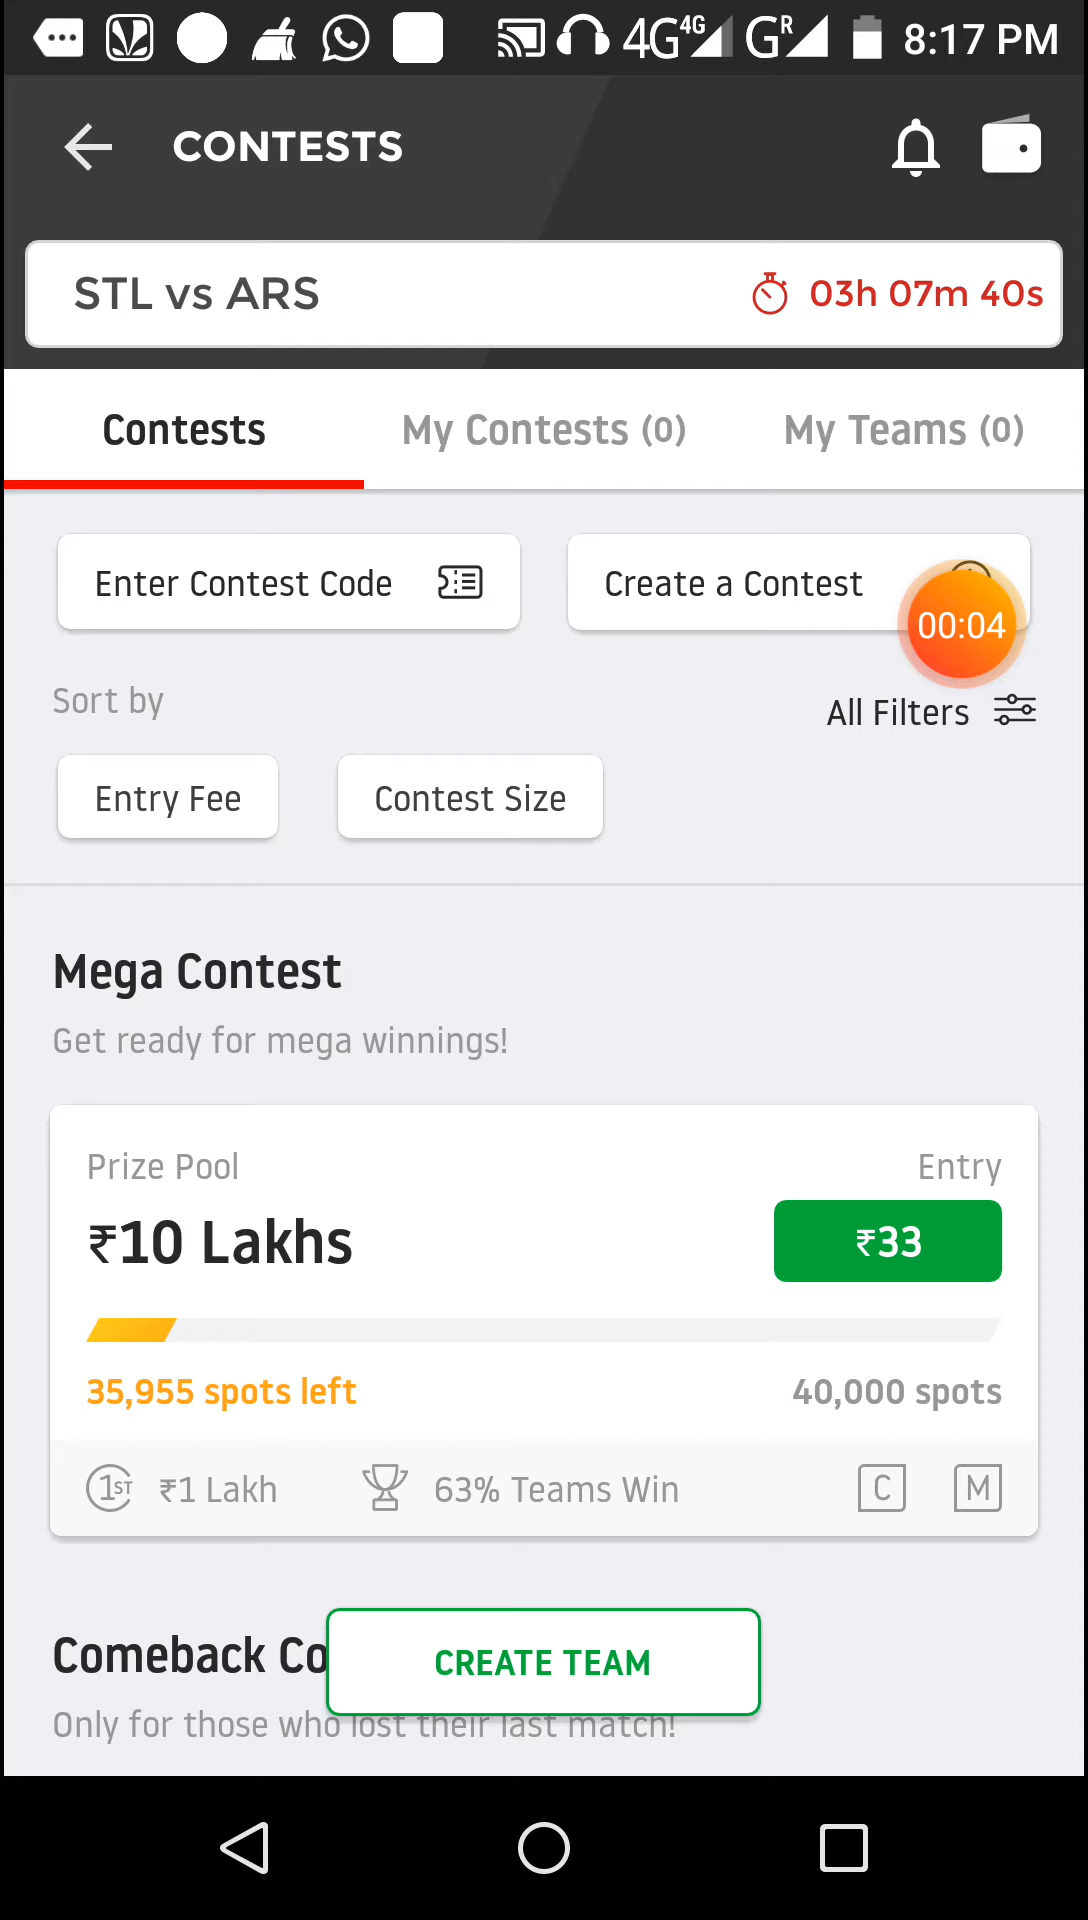 4G 4G G R 8:17 PM
CONTESTS
STL vs ARS 03h 07m 40s
Contests My Contests (0) My Teams (0)
Enter Contest Code Create a Contest
00:04
Sort by
All Filters
Entry Fee Contest Size
Mega Contest
Get ready for mega winnings!
Prize Pool Entry
₹10 Lakhs ₹33
35,955 spots left 40,000 spots
1ST ₹1 Lakh 63% Teams Win C M
Comeback Co
CREATE TEAM
Only for those who lost their last match!